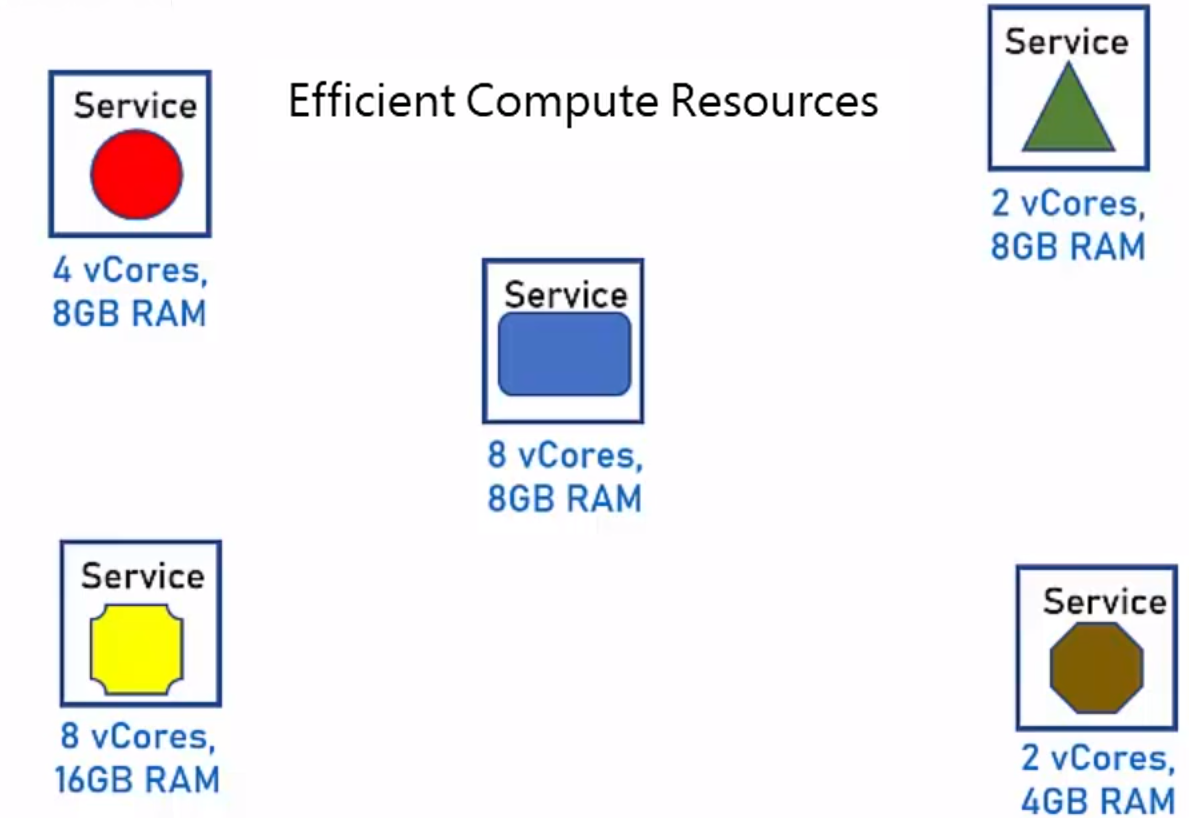 Efficient Compute Resources
Service
4 vCores,
8GB RAM
Service
2 vCores,
8GB RAM
Service
8 vCores,
8GB RAM
Service
8 vCores,
16GB RAM
Service
2 vCores,
4GB RAM